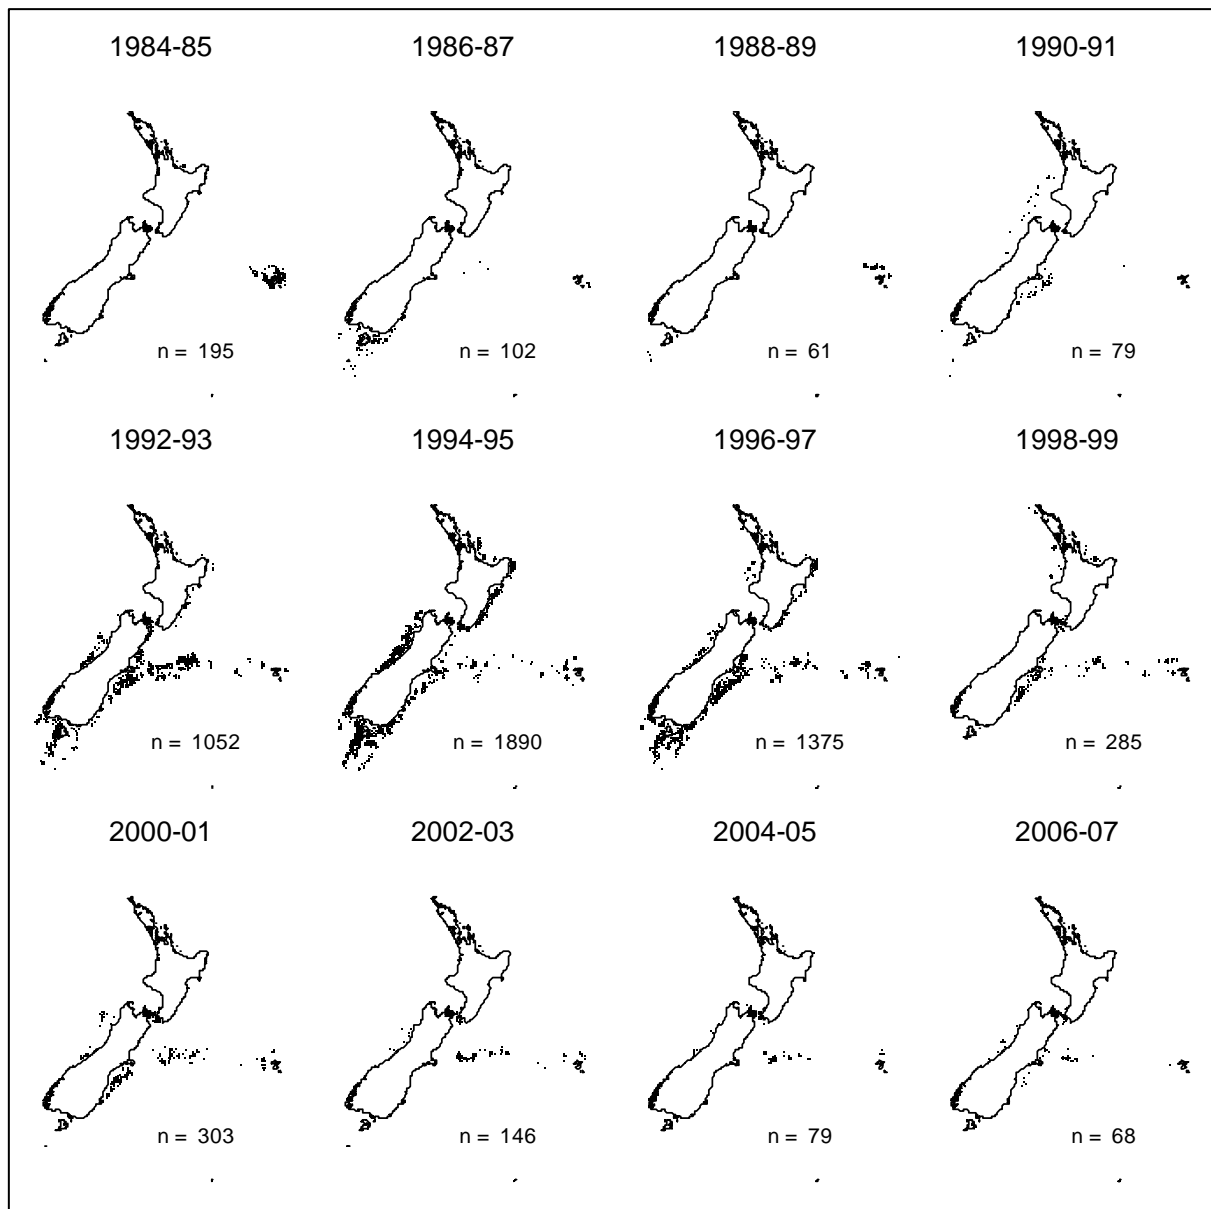 1984-85 1986-87 1988-89 1990-91
n = 195 n = 102 n = 61 n = 79
1992-93 1994-95 1996-97 1998-99
n = 1052 n = 1890 n = 1375 n = 285
2000-01 2002-03 2004-05 2006-07
n = 303 n = 146 n = 79 n = 68